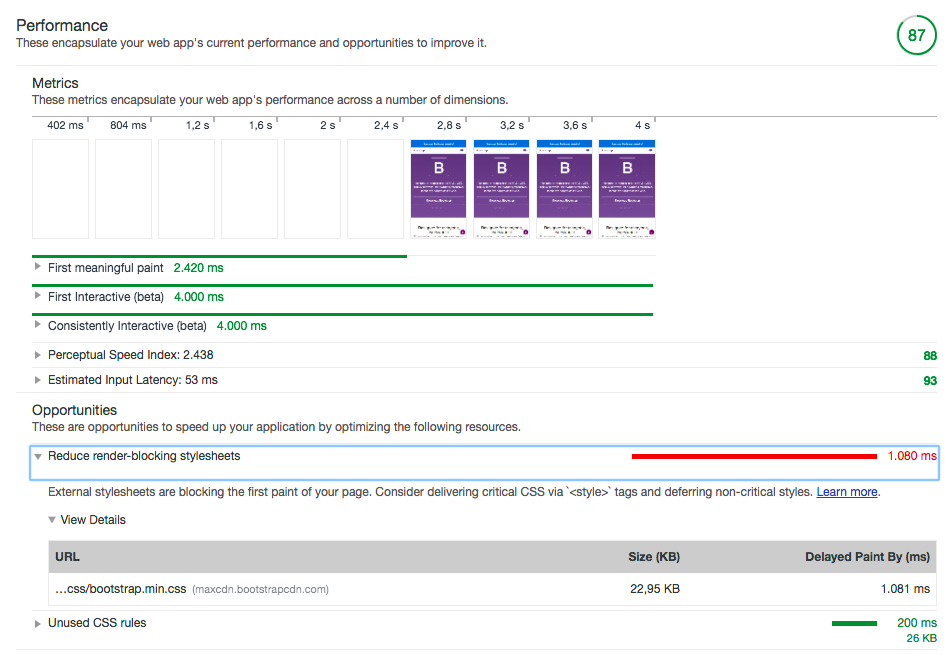 Performance
These encapsulate your web app's current performance and opportunities to improve it.
87
Metrics
These metrics encapsulate your web app's performance across a number of dimensions.
402 ms 804 ms 1,2 s 1,6 s 2 s 2,4 s 2,8 s 3,2 s 3,6 s 4 s
B B B B
First meaningful paint 2.420 ms
First Interactive (beta) 4.000 ms
Consistently Interactive (beta) 4.000 ms
Perceptual Speed Index: 2.438 88
Estimated Input Latency: 53 ms 93
Opportunities
These are opportunities to speed up your application by optimizing the following resources.
Reduce render-blocking stylesheets 1.080 ms
External stylesheets are blocking the first paint of your page. Consider delivering critical CSS via `<style>` tags and deferring non-critical styles. Learn more.
View Details
URL Size (KB) Delayed Paint By (ms)
…css/bootstrap.min.css (maxcdn.bootstrapcdn.com) 22,95 KB 1.081 ms
Unused CSS rules 200 ms
26 KB